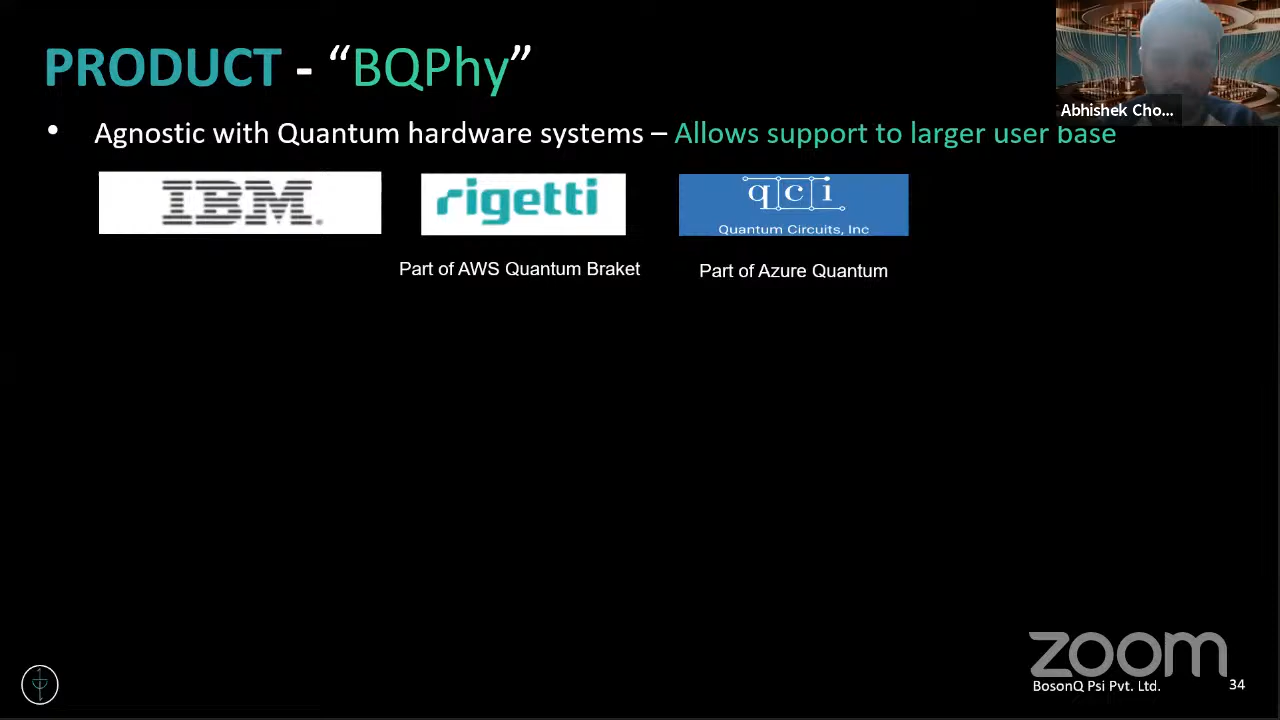 PRODUCT - “BQPhy”
Abhishek Cho...
• Agnostic with Quantum hardware systems – Allows support to larger user base
IBM®
rigetti
qci
Quantum Circuits, Inc
Part of AWS Quantum Braket
Part of Azure Quantum
zoom
BosonQ Psi Pvt. Ltd.
34